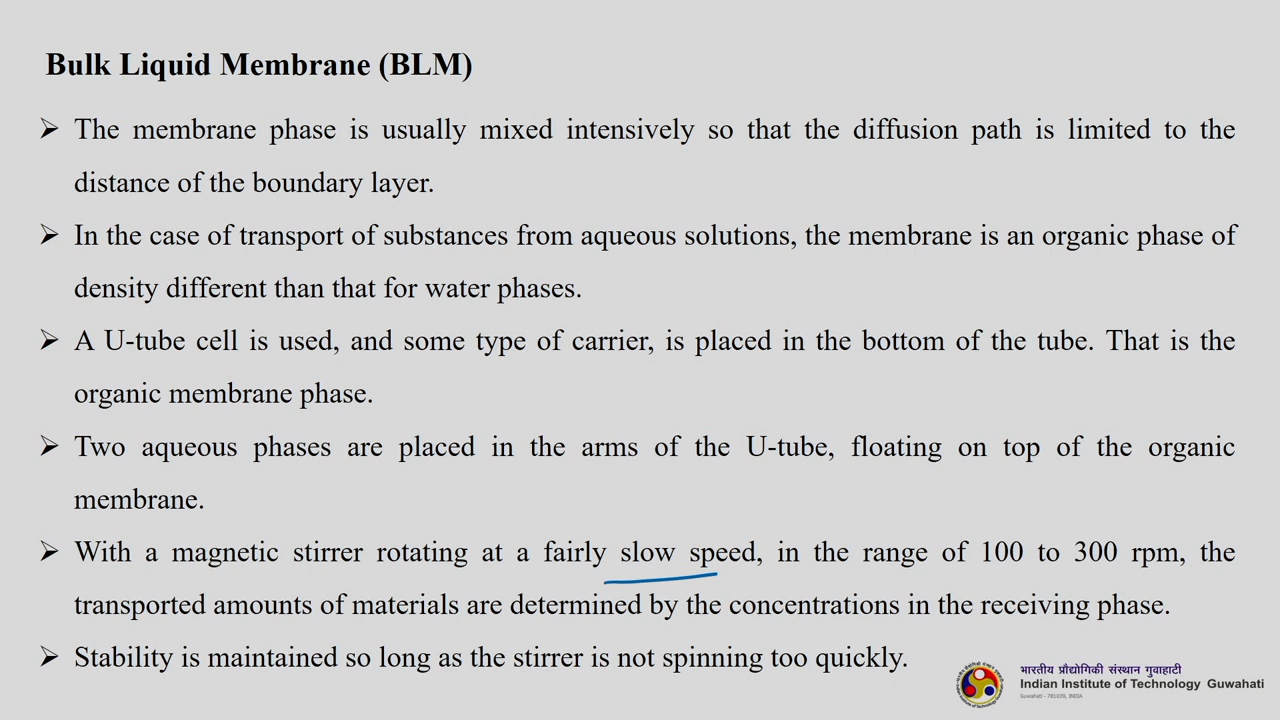 Bulk Liquid Membrane (BLM)
➢ The membrane phase is usually mixed intensively so that the diffusion path is limited to the
distance of the boundary layer.
➢ In the case of transport of substances from aqueous solutions, the membrane is an organic phase of
density different than that for water phases.
➢ A U-tube cell is used, and some type of carrier, is placed in the bottom of the tube. That is the
organic membrane phase.
➢ Two aqueous phases are placed in the arms of the U-tube, floating on top of the organic
membrane.
➢ With a magnetic stirrer rotating at a fairly slow speed, in the range of 100 to 300 rpm, the
transported amounts of materials are determined by the concentrations in the receiving phase.
➢ Stability is maintained so long as the stirrer is not spinning too quickly.
भारतीय प्रौद्योगिकी संस्थान गुवाहाटी
Indian Institute of Technology Guwahati
Guwahati - 781039, INDIA